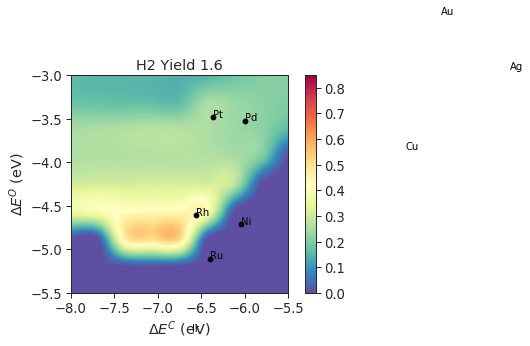 Au
Ag
H2 Yield 1.6
−3.0
−3.5
−4.0
−4.5
−5.0
−5.5
ΔE^O (eV)
Pt
Pd
Cu
Rh
Ni
Ru
0.8
0.7
0.6
0.5
0.4
0.3
0.2
0.1
0.0
−8.0 −7.5 −7.0 −6.5 −6.0 −5.5
ΔE^C (eV)